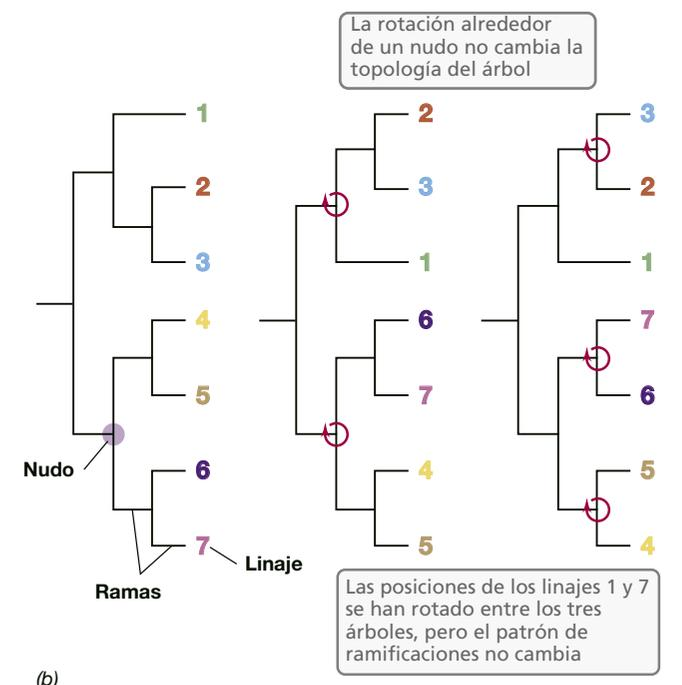 La rotación alrededor
de un nudo no cambia la
topología del árbol
1
2
3
4
5
6
7
Nudo
Ramas
Linaje
2
3
1
6
7
4
5
3
2
1
7
6
5
4
Las posiciones de los linajes 1 y 7
se han rotado entre los tres
árboles, pero el patrón de
ramificaciones no cambia
(b)